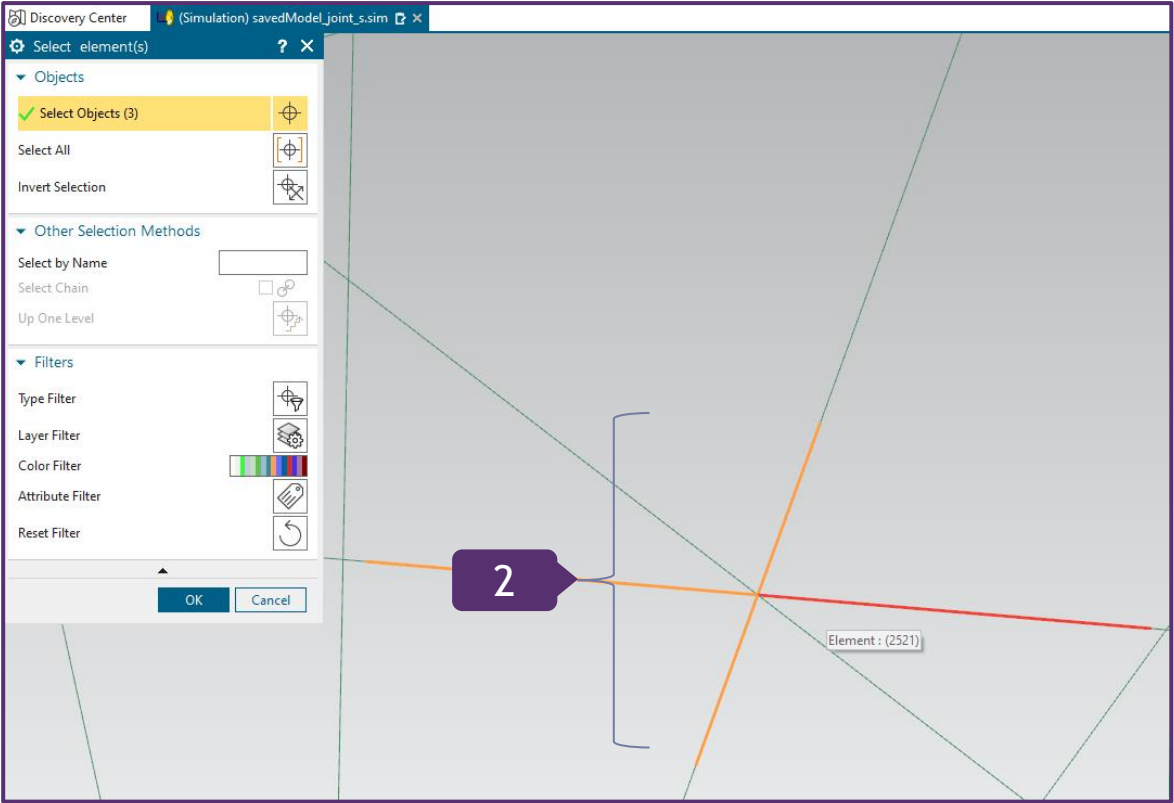 Discovery Center
(Simulation) savedModel_joint_s.sim
Select element(s)
?
Objects
Select Objects (3)
Select All
Invert Selection
Other Selection Methods
Select by Name
Select Chain
Up One Level
Filters
Type Filter
Layer Filter
Color Filter
Attribute Filter
Reset Filter
OK
Cancel
2
Element : (2521)